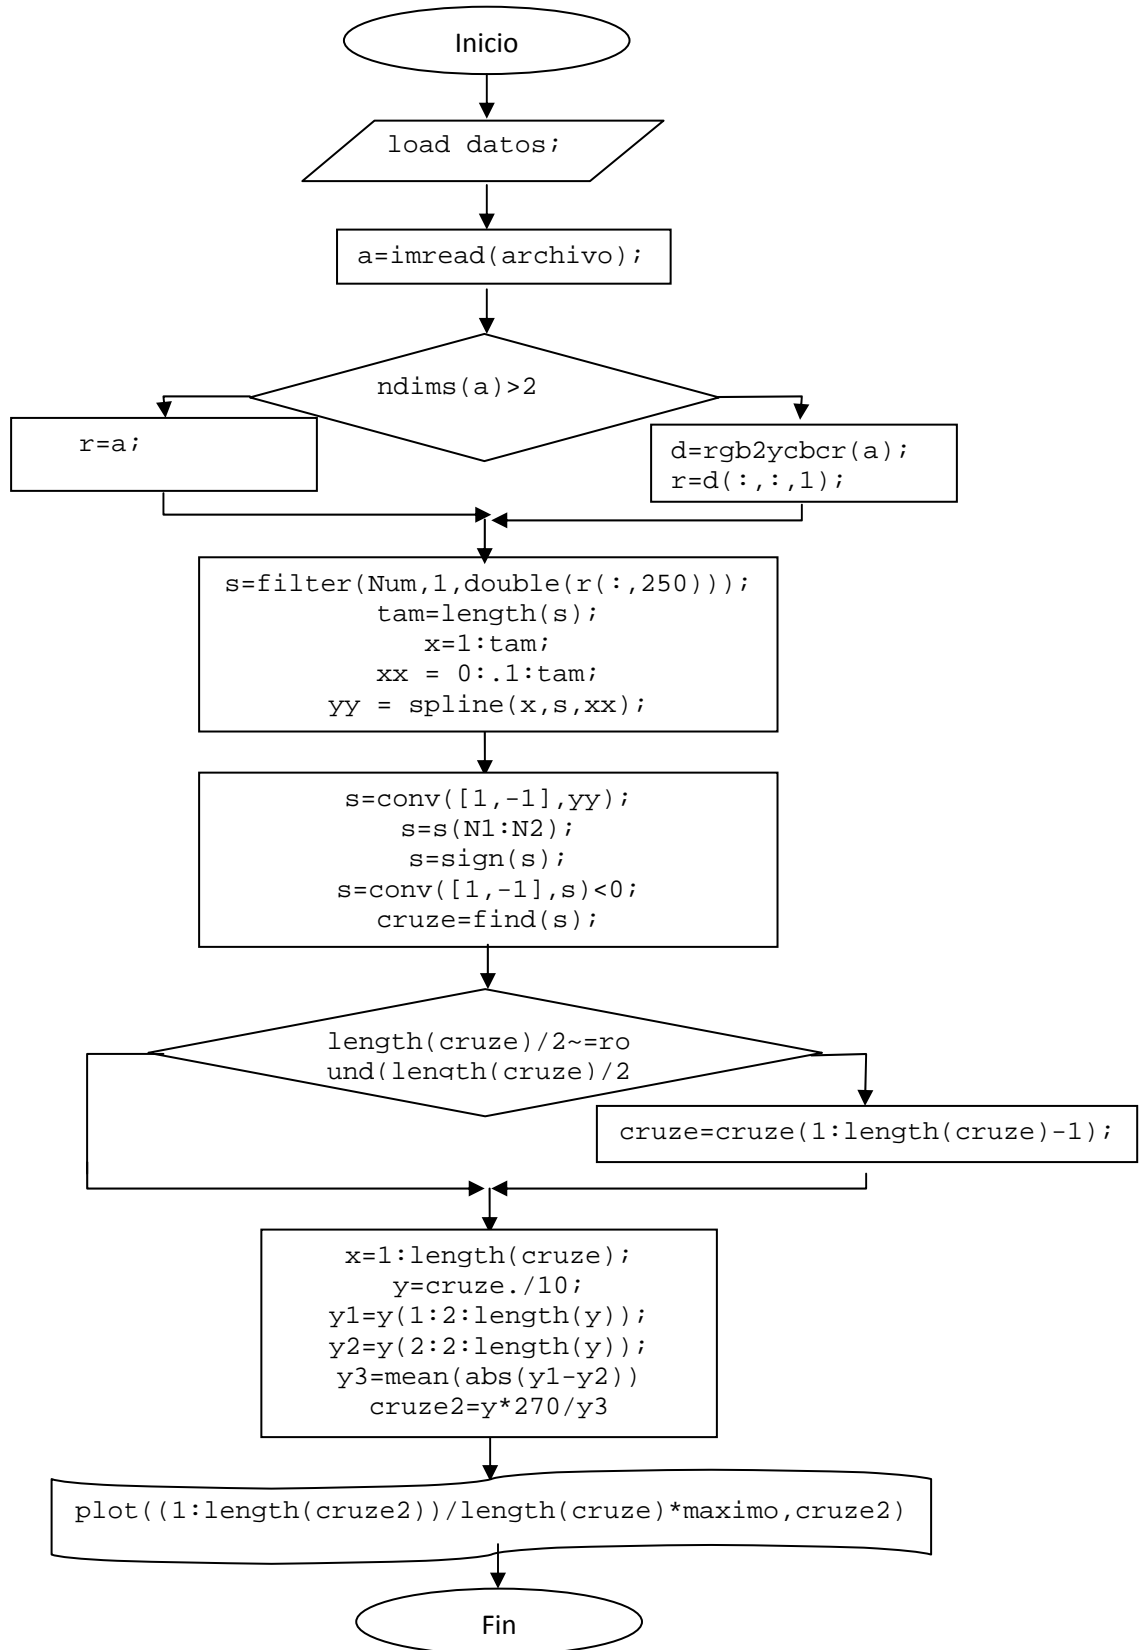 Inicio
load datos;
a=imread(archivo);
ndims(a)>2
r=a;
d=rgb2ycbcr(a);
r=d(:,:,1);
s=filter(Num,1,double(r(:,250)));
tam=length(s);
x=1:tam;
xx = 0:.1:tam;
yy = spline(x,s,xx);
s=conv([1,-1],yy);
s=s(N1:N2);
s=sign(s);
s=conv([1,-1],s)<0;
cruze=find(s);
length(cruze)/2~=ro
und(length(cruze)/2
cruze=cruze(1:length(cruze)-1);
x=1:length(cruze);
y=cruze./10;
y1=y(1:2:length(y));
y2=y(2:2:length(y));
y3=mean(abs(y1-y2))
cruze2=y*270/y3
plot((1:length(cruze2))/length(cruze)*maximo,cruze2)
Fin